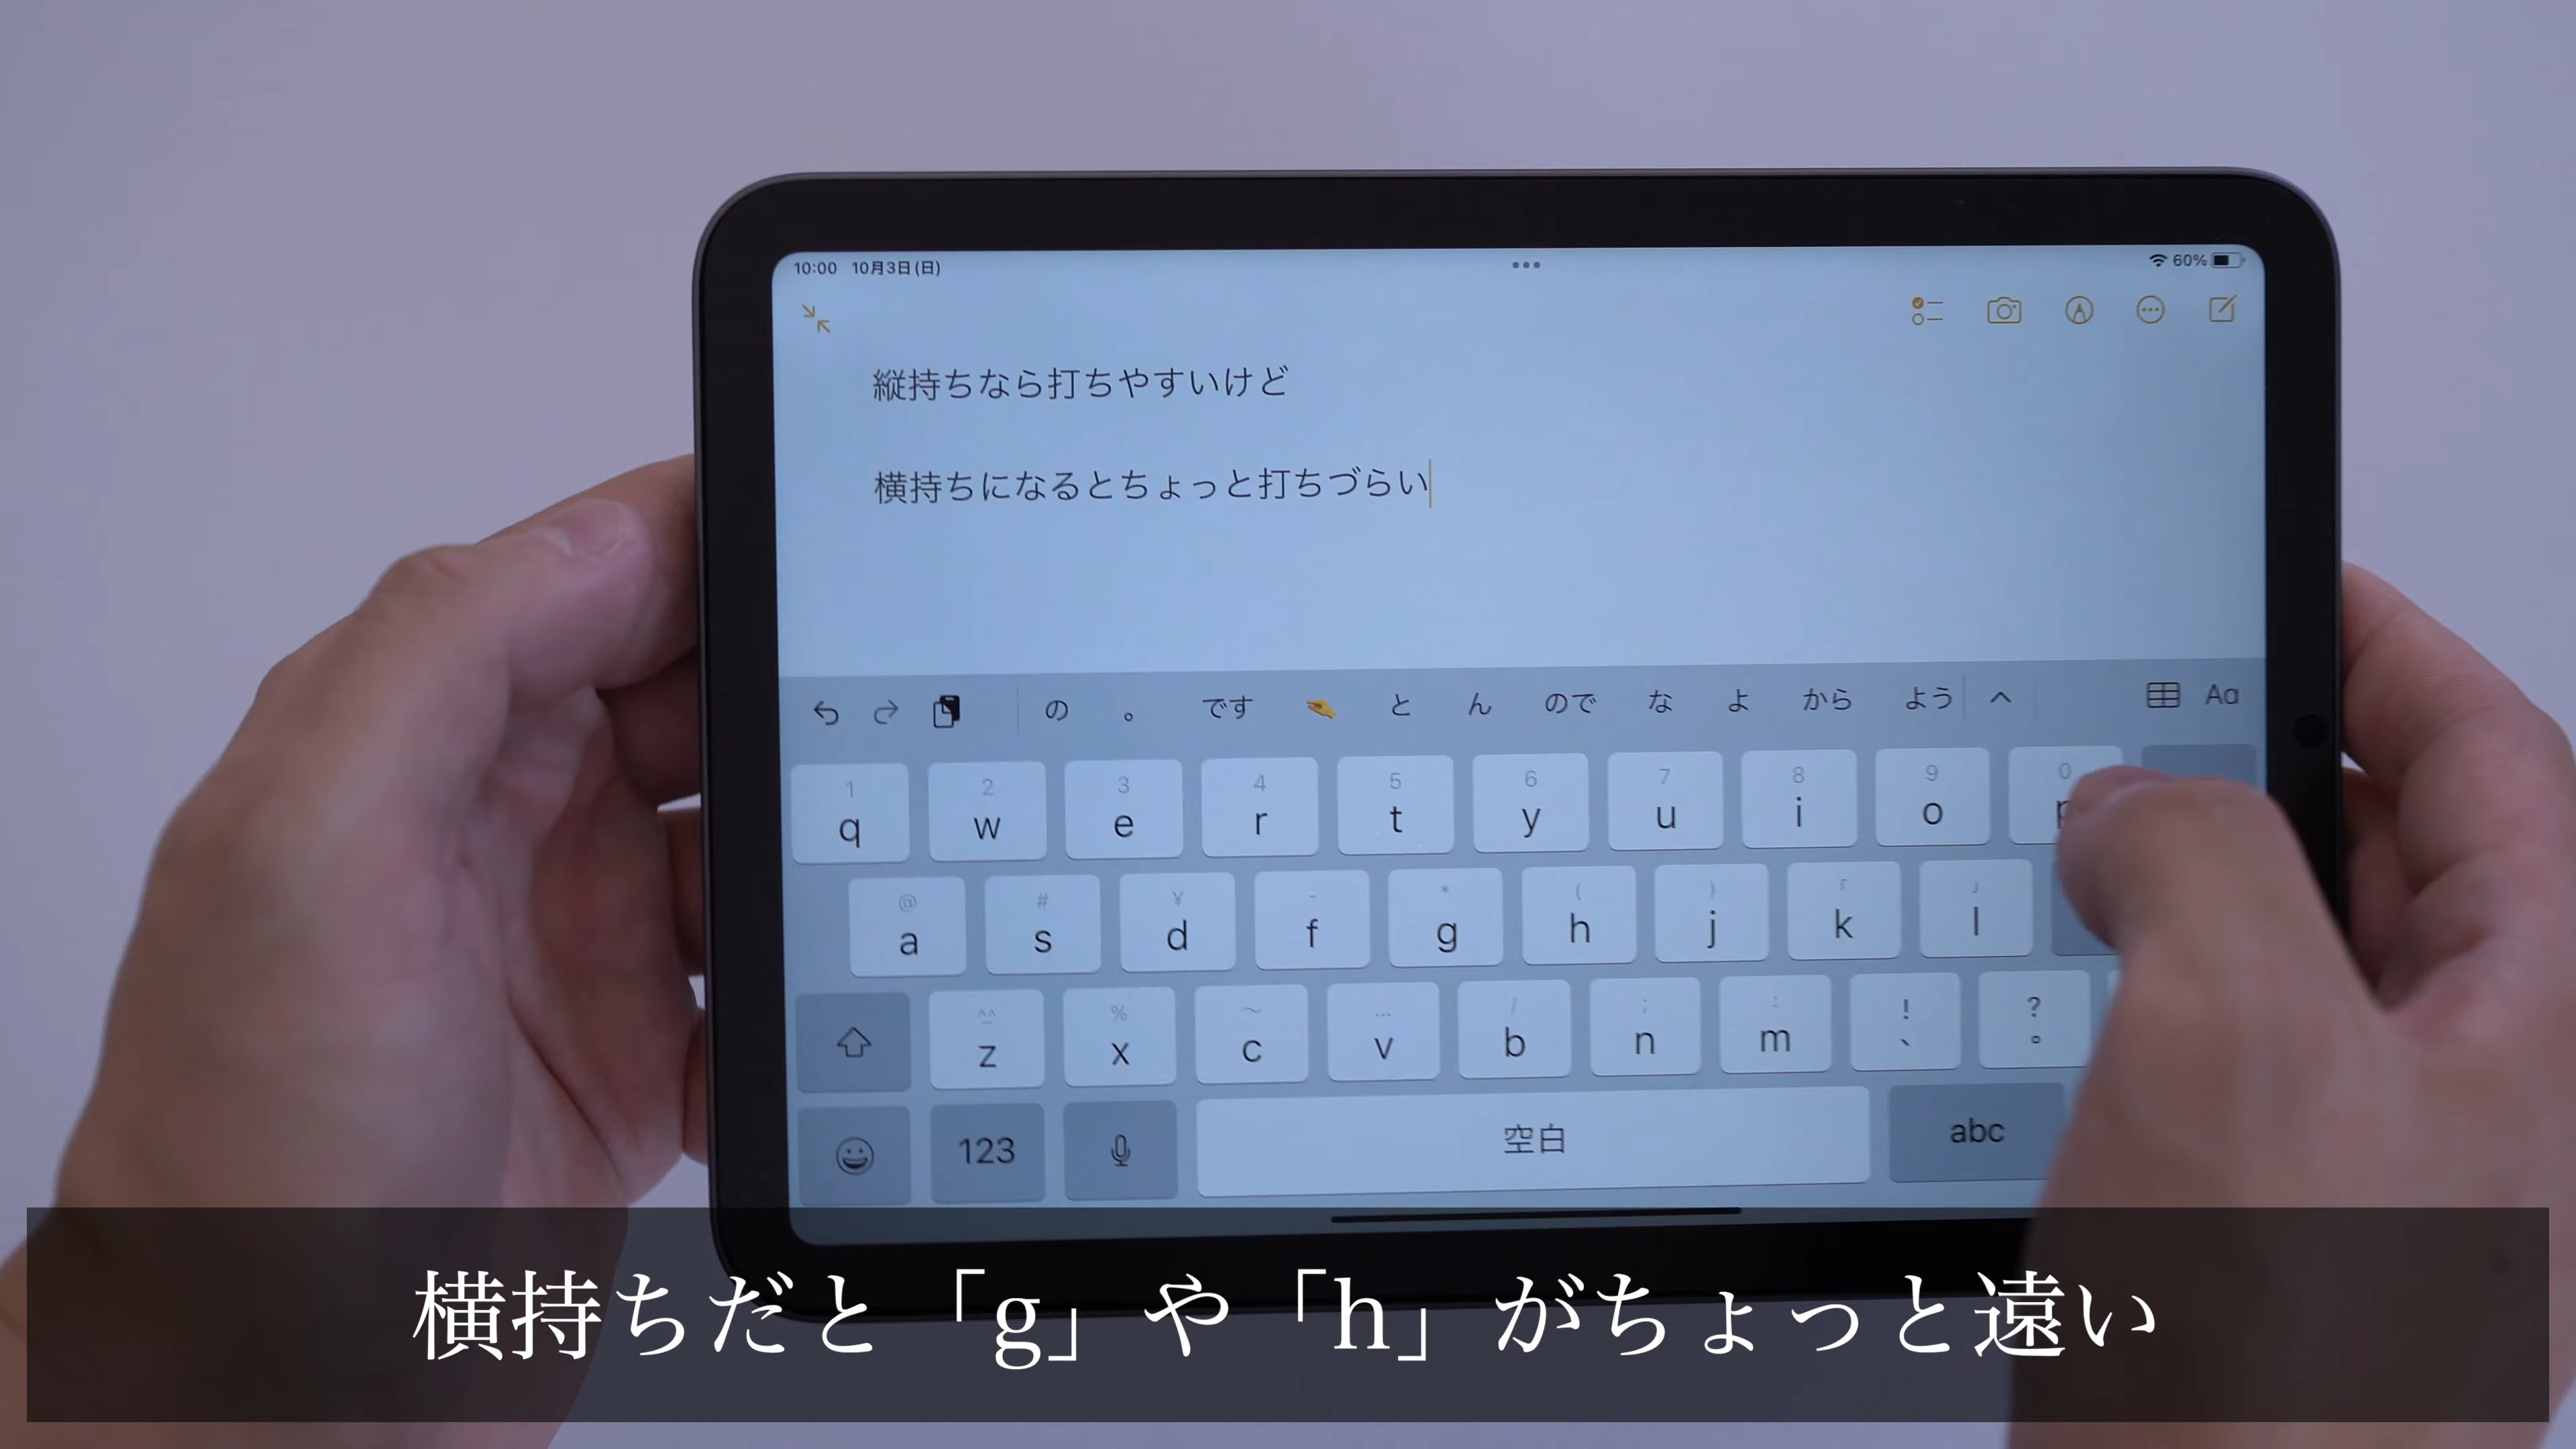 10:00 10月3日(日) 60%
縦持ちなら打ちやすいけど
横持ちになるとちょっと打ちづらい
の 。 です と ん ので な よ から よう Aa
1 2 3 4 5 6 7 8 9 0
q w e r t y u i o p
@ # ¥ - * ( ) 「 」
a s d f g h j k l
^^ % 〜 … / ; : ! ?
z x c v b n m 、 。
123 空白 abc
横持ちだと「g」や「h」がちょっと遠い